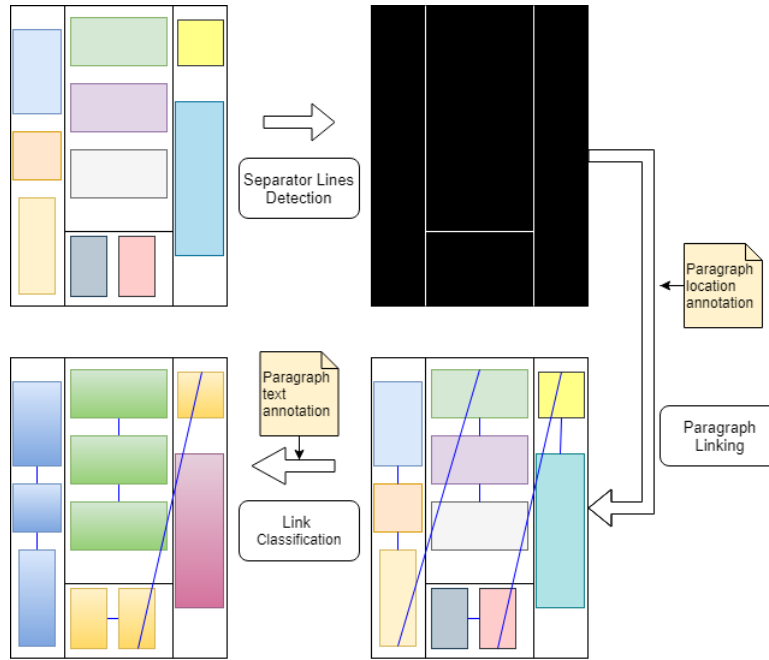 Separator Lines
Detection
Paragraph
location
annotation
Paragraph
Linking
Paragraph
text
annotation
Link
Classification